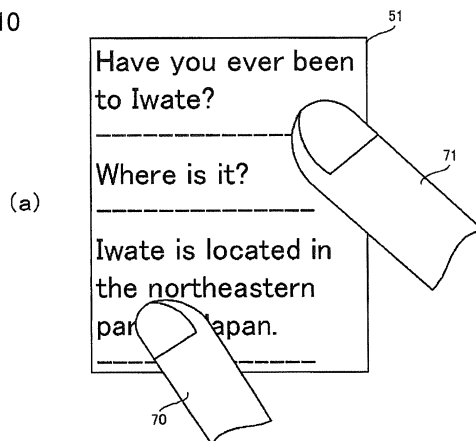 10
51
Have you ever been
to Iwate?
71
Where is it?
(a)
Iwate is located in
the northeastern
par Japan.
70